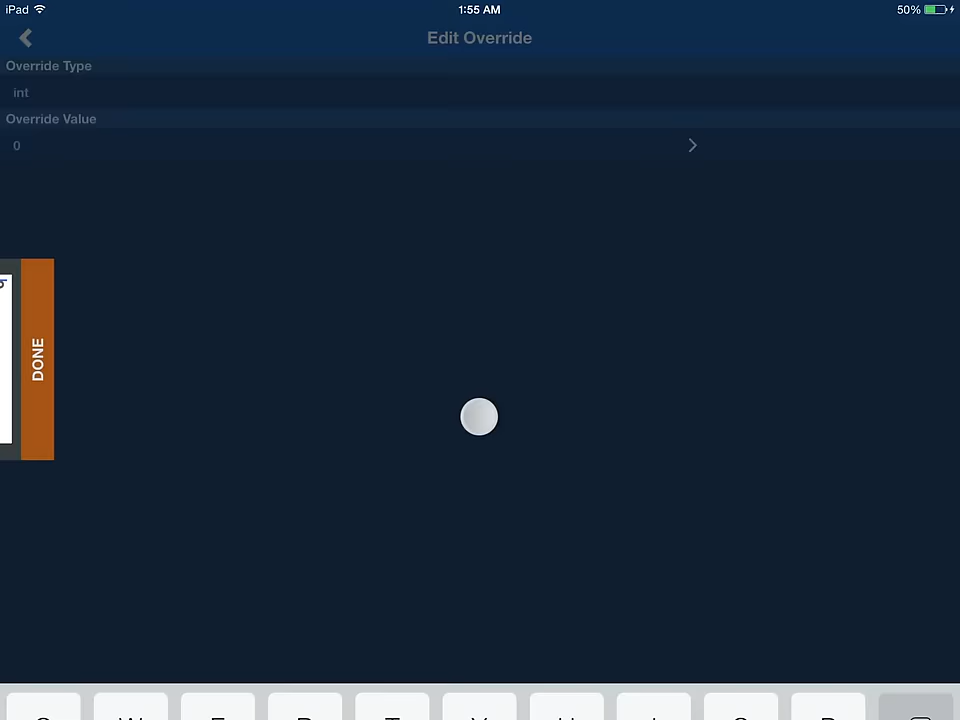 iPad 1:55 AM 50%
Edit Override
Override Type
int
Override Value
0
DONE